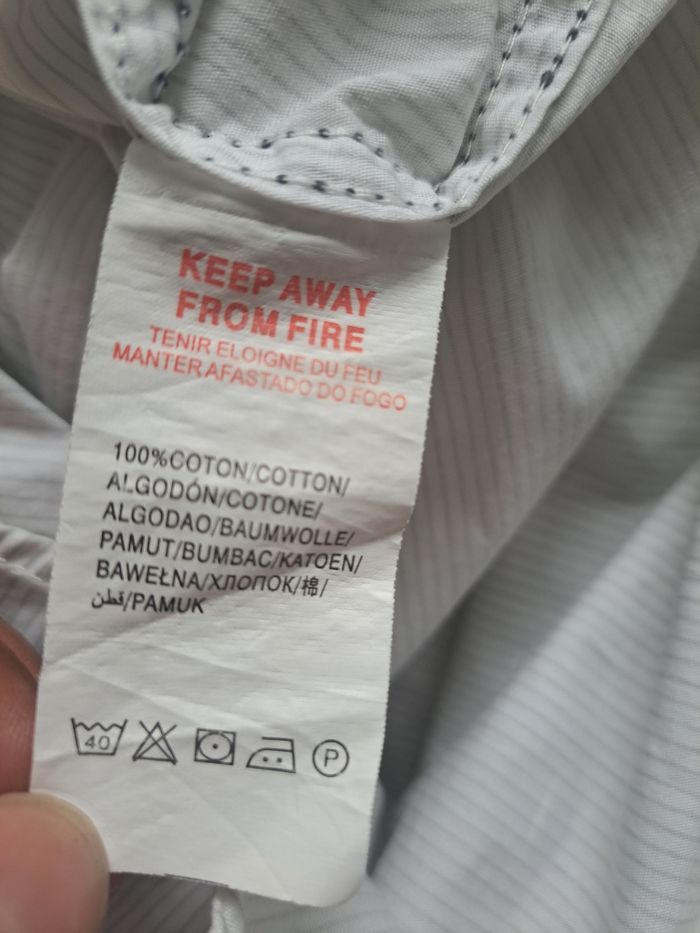 KEEP AWAY
FROM FIRE
TENIR ELOIGNE DU FEU
MANTER AFASTADO DO FOGO
100%COTON/COTTON/
ALGODÓN/COTONE/
ALGODAO/BAUMWOLLE/
PAMUT/BUMBAC/KATOEN/
BAWEŁNA/ХЛОПОК/棉/
قطن/PAMUK
40
P